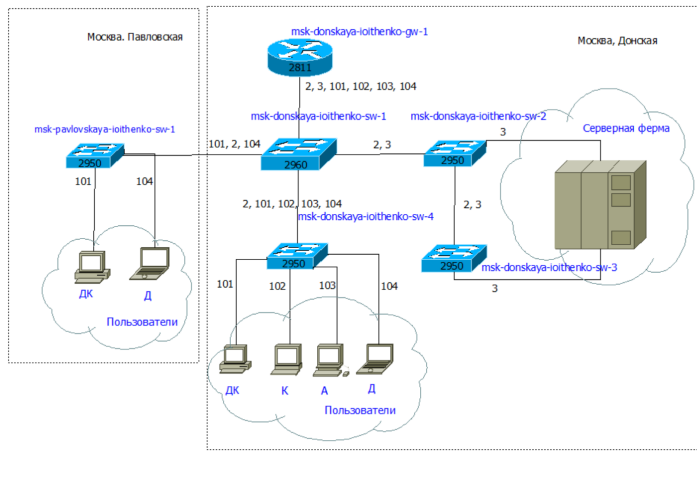 Москва. Павловская
msk-pavlovskaya-ioithenko-sw-1
2950
101
104
ДК
Д
Пользователи
Москва, Донская
msk-donskaya-ioithenko-gw-1
2811
2, 3, 101, 102, 103, 104
msk-donskaya-ioithenko-sw-1
2960
101, 2, 104
2, 3
msk-donskaya-ioithenko-sw-2
2950
3
Серверная ферма
2, 3
2950
msk-donskaya-ioithenko-sw-3
3
2, 101, 102, 103, 104
msk-donskaya-ioithenko-sw-4
2950
101
102
103
104
ДК
К
А
Д
Пользователи